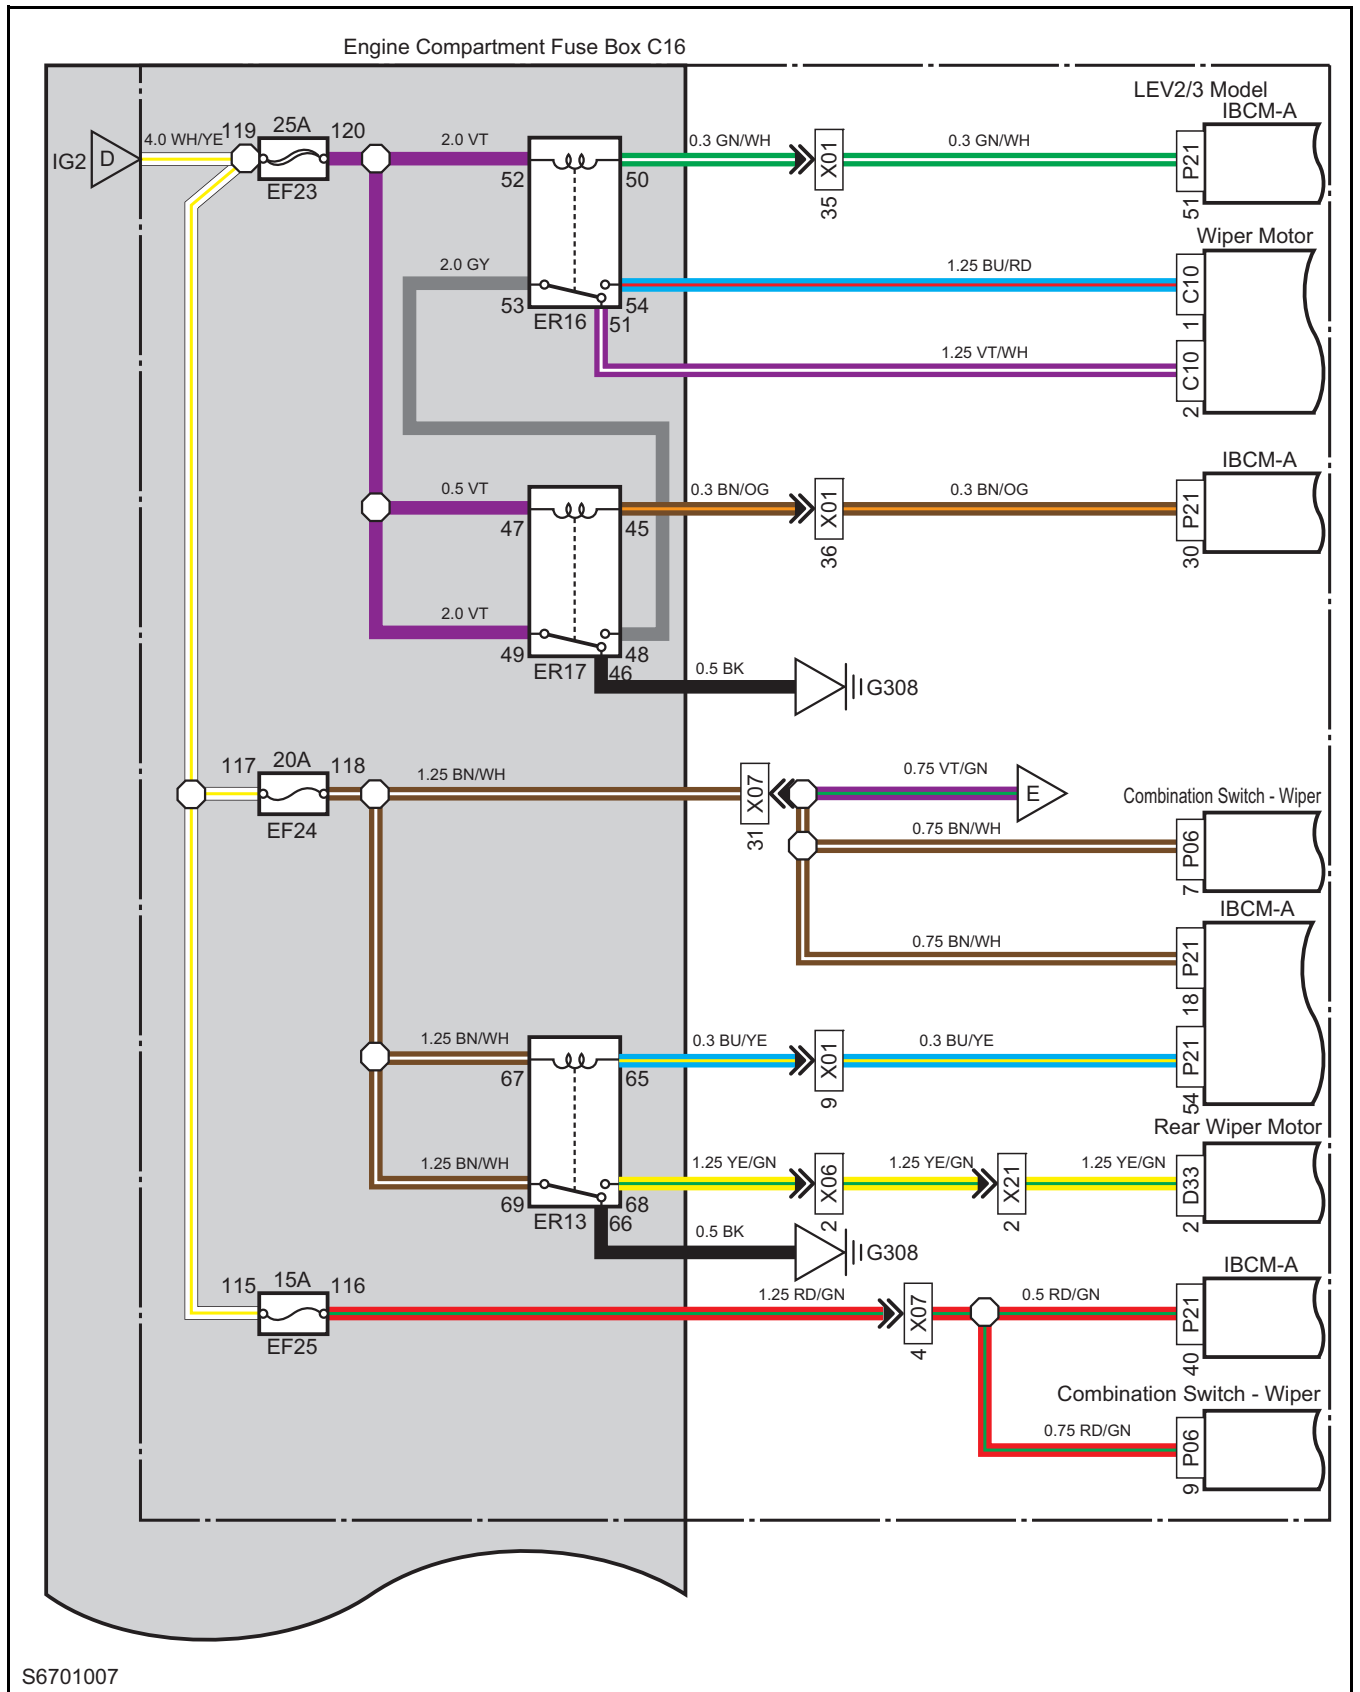 Engine Compartment Fuse Box C16
LEV2/3 Model
IBCM-A
IG2
D
4.0 WH/YE
119
25A
120
EF23
2.0 VT
52
50
0.3 GN/WH
X01
35
0.3 GN/WH
P21
51
Wiper Motor
2.0 GY
53
54
ER16
51
1.25 BU/RD
C10
1
1.25 VT/WH
C10
2
IBCM-A
0.5 VT
47
45
0.3 BN/OG
X01
36
0.3 BN/OG
P21
30
2.0 VT
49
48
ER17
46
0.5 BK
G308
117
20A
118
EF24
1.25 BN/WH
X07
31
0.75 VT/GN
E
Combination Switch - Wiper
0.75 BN/WH
P06
7
IBCM-A
0.75 BN/WH
P21
18
1.25 BN/WH
67
65
0.3 BU/YE
X01
9
0.3 BU/YE
P21
54
Rear Wiper Motor
1.25 BN/WH
69
68
ER13
66
1.25 YE/GN
X06
2
1.25 YE/GN
X21
2
1.25 YE/GN
D33
2
0.5 BK
G308
IBCM-A
115
15A
116
EF25
1.25 RD/GN
X07
4
0.5 RD/GN
P21
40
Combination Switch - Wiper
0.75 RD/GN
P06
9
S6701007